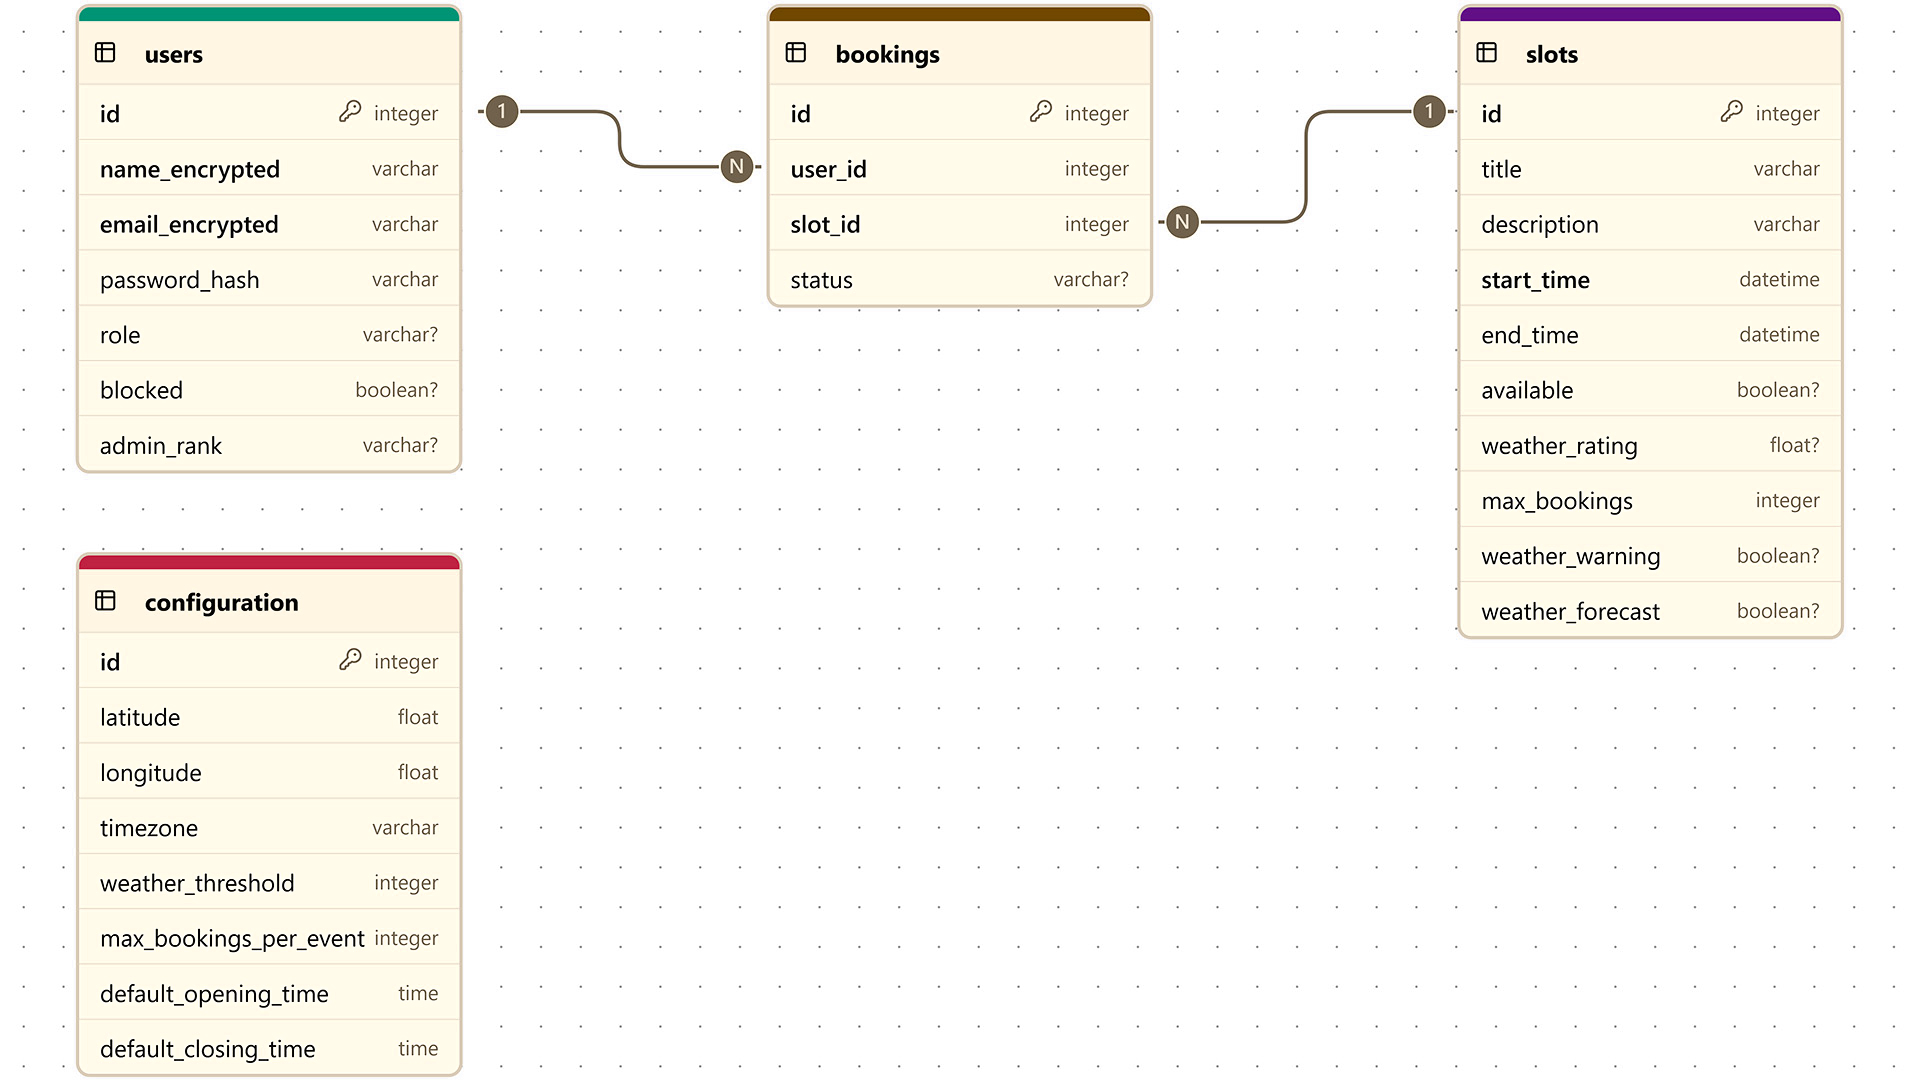 users
id integer
name_encrypted varchar
email_encrypted varchar
password_hash varchar
role varchar?
blocked boolean?
admin_rank varchar?
1
N
bookings
id integer
user_id integer
slot_id integer
status varchar?
1
N
slots
id integer
title varchar
description varchar
start_time datetime
end_time datetime
available boolean?
weather_rating float?
max_bookings integer
weather_warning boolean?
weather_forecast boolean?
configuration
id integer
latitude float
longitude float
timezone varchar
weather_threshold integer
max_bookings_per_event integer
default_opening_time time
default_closing_time time